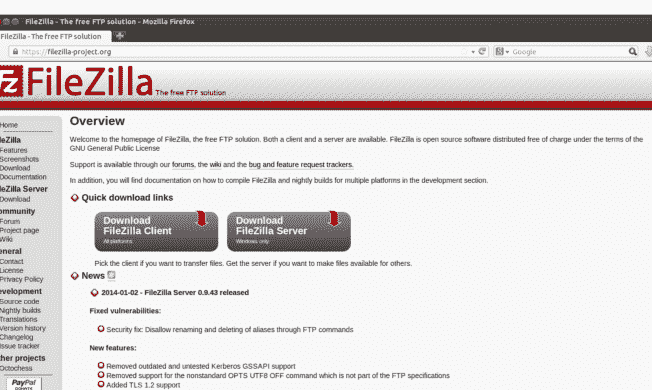 FileZilla - The free FTP solution - Mozilla Firefox
FileZilla - The free FTP solution
https://filezilla-project.org
Google
FileZilla The free FTP solution
Home
leZilla
Features
Screenshots
Download
Documentation
leZilla Server
Download
ommunity
Forum
Project page
Wiki
eneral
Contact
License
Privacy Policy
evelopment
Source code
Nightly builds
Translations
Version history
Changelog
Issue tracker
ther projects
Octochess
PayPal
DONATE
Overview
Welcome to the homepage of FileZilla, the free FTP solution. Both a client and a server are available. FileZilla is open source software distributed free of charge under the terms of the
GNU General Public License
Support is available through our forums, the wiki and the bug and feature request trackers.
In addition, you will find documentation on how to compile FileZilla and nightly builds for multiple platforms in the development section.
Quick download links
Download
FileZilla Client
All platforms
Download
FileZilla Server
Windows only
Pick the client if you want to transfer files. Get the server if you want to make files available for others.
News
2014-01-02 - FileZilla Server 0.9.43 released
Fixed vulnerabilities:
Security fix: Disallow renaming and deleting of aliases through FTP commands
New features:
Removed outdated and untested Kerberos GSSAPI support
Removed support for the nonstandard OPTS UTF8 OFF command which is not part of the FTP specifications
Added TLS 1.2 support